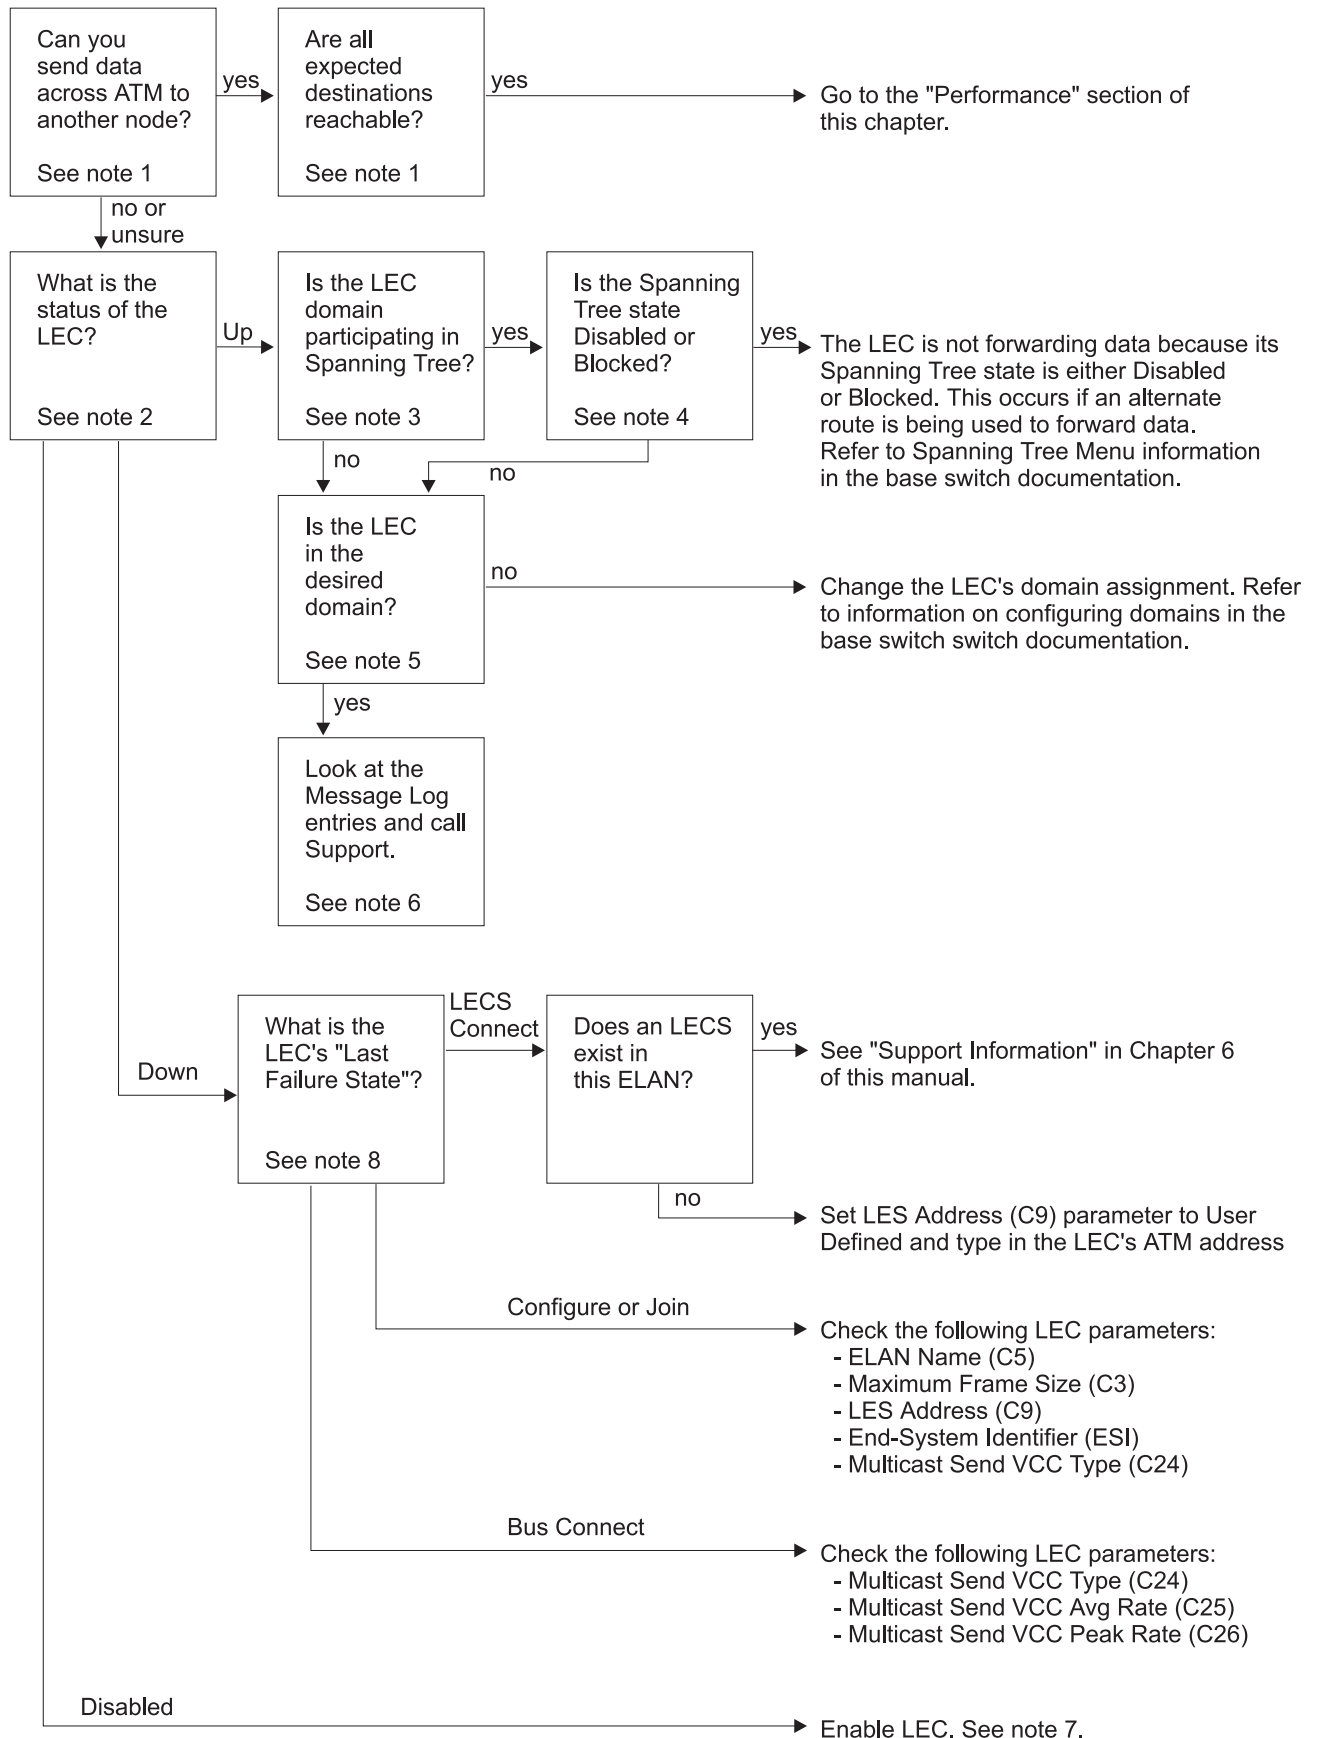 Can you
send data
across ATM to
another node?
See note 1
yes
Are all
expected
destinations
reachable?
See note 1
yes
Go to the "Performance" section of
this chapter.
no or
unsure
What is the
status of the
LEC?
See note 2
Up
Is the LEC
domain
participating in
Spanning Tree?
See note 3
yes
Is the Spanning
Tree state
Disabled or
Blocked?
See note 4
yes
The LEC is not forwarding data because its
Spanning Tree state is either Disabled
or Blocked. This occurs if an alternate
route is being used to forward data.
Refer to Spanning Tree Menu information
in the base switch documentation.
no
no
Is the LEC
in the
desired
domain?
See note 5
no
Change the LEC's domain assignment. Refer
to information on configuring domains in the
base switch switch documentation.
yes
Look at the
Message Log
entries and call
Support.
See note 6
Down
What is the
LEC's "Last
Failure State"?
See note 8
LECS
Connect
Does an LECS
exist in
this ELAN?
yes
See "Support Information" in Chapter 6
of this manual.
no
Set LES Address (C9) parameter to User
Defined and type in the LEC's ATM address
Configure or Join
Check the following LEC parameters:
- ELAN Name (C5)
- Maximum Frame Size (C3)
- LES Address (C9)
- End-System Identifier (ESI)
- Multicast Send VCC Type (C24)
Bus Connect
Check the following LEC parameters:
- Multicast Send VCC Type (C24)
- Multicast Send VCC Avg Rate (C25)
- Multicast Send VCC Peak Rate (C26)
Disabled
Enable LEC. See note 7.